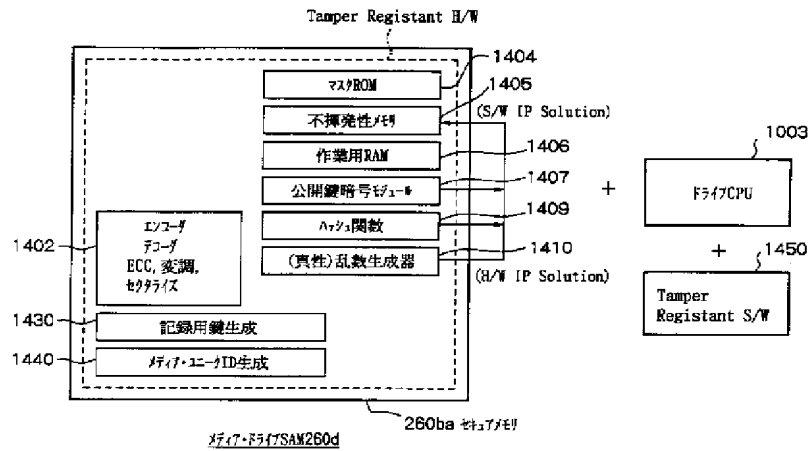 Tamper Registant H/W
マスクROM
1404
不揮発性メモリ
1405
(S/W IP Solution)
作業用RAM
1406
公開鍵暗号モジュール
1407
ハッシュ関数
1409
(真性)乱数生成器
1410
(H/W IP Solution)
1402
エンコーダ
デコーダ
ECC, 変調,
セクタライズ
1430
記録用鍵生成
1440
メディア・ユニークID生成
+
1003
ドライブCPU
+
1450
Tamper
Registant S/W
260ba セキュアメモリ
メディア・ドライブSAM260d